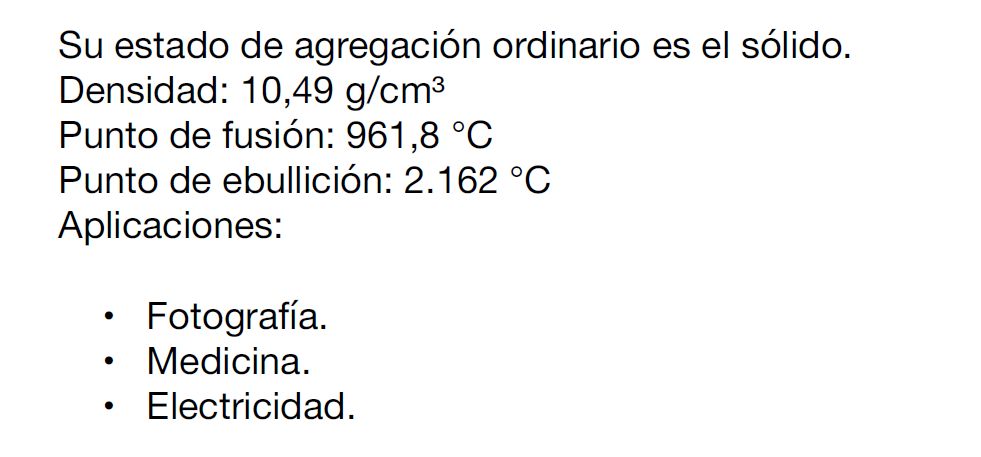 Su estado de agregación ordinario es el sólido.
Densidad: 10,49 g/cm³
Punto de fusión: 961,8 °C
Punto de ebullición: 2.162 °C
Aplicaciones:
• Fotografía.
• Medicina.
• Electricidad.